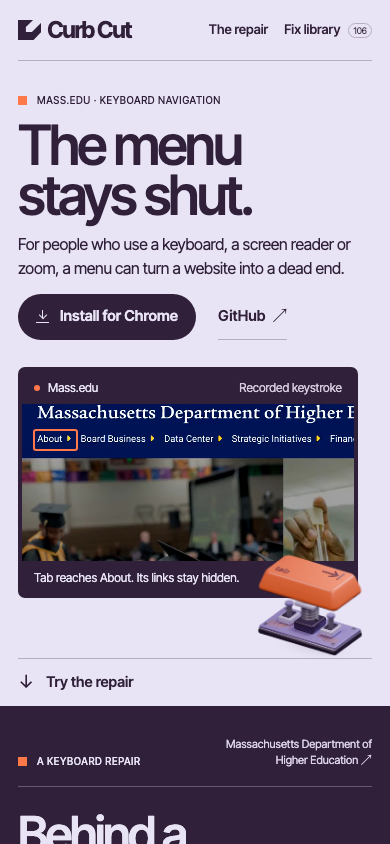 Curb Cut
The repair
Fix library 106
MASS.EDU · KEYBOARD NAVIGATION
The menu
stays shut.
For people who use a keyboard, a screen reader or
zoom, a menu can turn a website into a dead end.
Install for Chrome
GitHub
Mass.edu
Recorded keystroke
Massachusetts Department of Higher E
About
Board Business
Data Center
Strategic Initiatives
Finan
Tab reaches About. Its links stay hidden.
Try the repair
A KEYBOARD REPAIR
Massachusetts Department of
Higher Education
Behind a